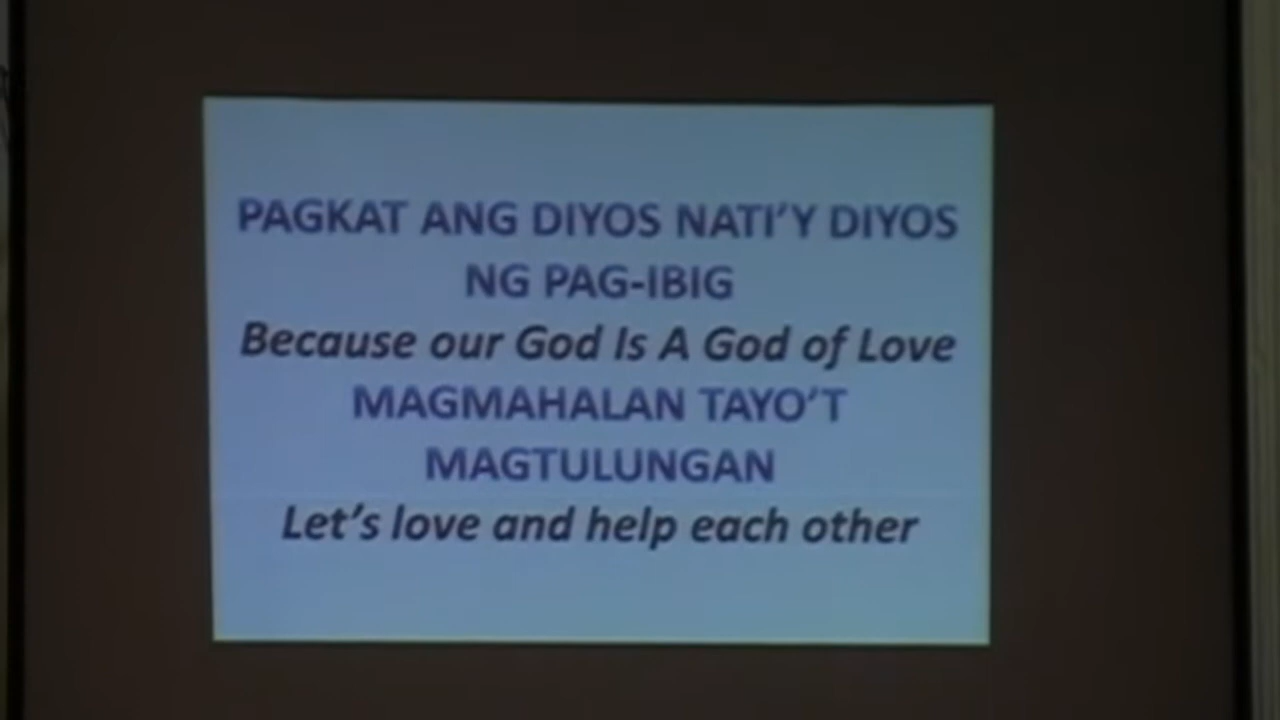 PAGKAT ANG DIYOS NATI'Y DIYOS
NG PAG-IBIG
Because our God Is A God of Love
MAGMAHALAN TAYO'T
MAGTULUNGAN
Let's love and help each other